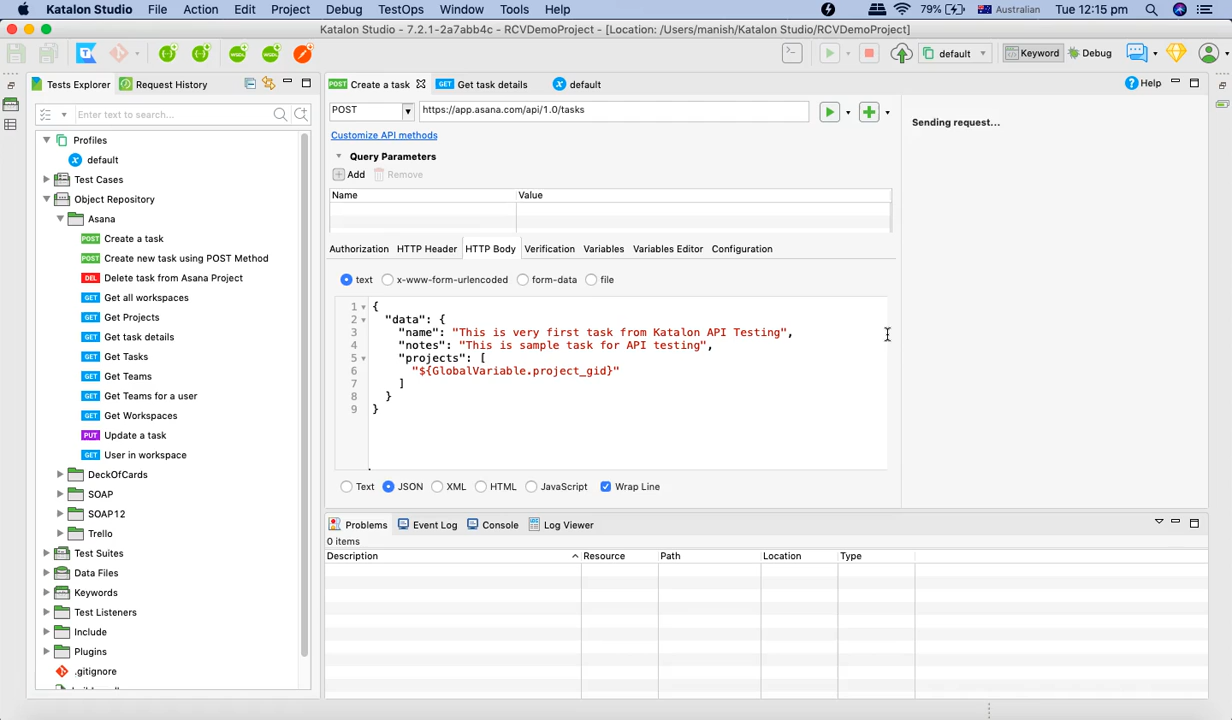 Katalon Studio File Action Edit Project Debug TestOps Window Tools Help 79% Australian Tue 12:15 pm
Katalon Studio - 7.2.1-2a7abb4c - RCVDemoProject - [Location: /Users/manish/Katalon Studio/RCVDemoProject]
default Keyword Debug
Tests Explorer Request History
Create a task Get task details default Help
Enter text to search...
POST https://app.asana.com/api/1.0/tasks
Sending request...
Customize API methods
Query Parameters
Add Remove
Name Value
Profiles
default
Test Cases
Object Repository
Asana
POST Create a task
POST Create new task using POST Method
DEL Delete task from Asana Project
GET Get all workspaces
GET Get Projects
GET Get task details
GET Get Tasks
GET Get Teams
GET Get Teams for a user
GET Get Workspaces
PUT Update a task
GET User in workspace
DeckOfCards
SOAP
SOAP12
Trello
Test Suites
Data Files
Keywords
Test Listeners
Include
Plugins
.gitignore
Authorization HTTP Header HTTP Body Verification Variables Variables Editor Configuration
text x-www-form-urlencoded form-data file
1 {
2 "data": {
3 "name": "This is very first task from Katalon API Testing",
4 "notes": "This is sample task for API testing",
5 "projects": [
6 "${GlobalVariable.project_gid}"
7 ]
8 }
9 }
Text JSON XML HTML JavaScript Wrap Line
Problems Event Log Console Log Viewer
0 items
Description Resource Path Location Type